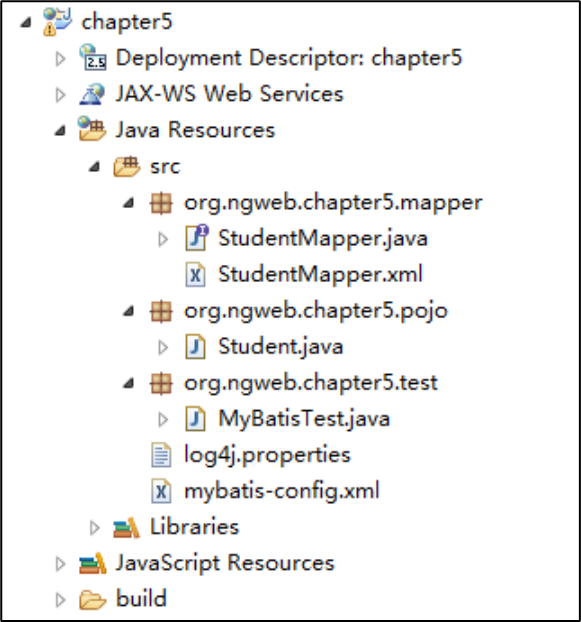 chapter5
2.5 Deployment Descriptor: chapter5
JAX-WS Web Services
Java Resources
src
org.ngweb.chapter5.mapper
StudentMapper.java
StudentMapper.xml
org.ngweb.chapter5.pojo
Student.java
org.ngweb.chapter5.test
MyBatisTest.java
log4j.properties
mybatis-config.xml
Libraries
JavaScript Resources
build